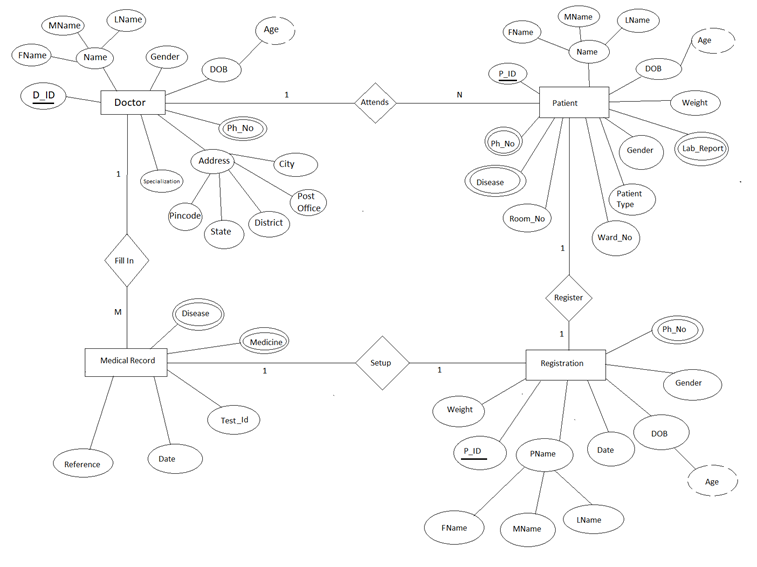 MName
LName
FName
Name
Gender
DOB
Age
D_ID
Doctor
Ph_No
Specialization
Address
City
Post
Office
District
State
Pincode
1
Attends
N
FName
MName
LName
Name
P_ID
Patient
DOB
Age
Weight
Lab_Report
Gender
Patient
Type
Ward_No
Room_No
Disease
Ph_No
1
Fill In
M
1
Register
1
Disease
Medicine
Medical Record
Test_Id
Date
Reference
1
Setup
1
Registration
Ph_No
Gender
DOB
Age
Date
PName
P_ID
Weight
FName
MName
LName